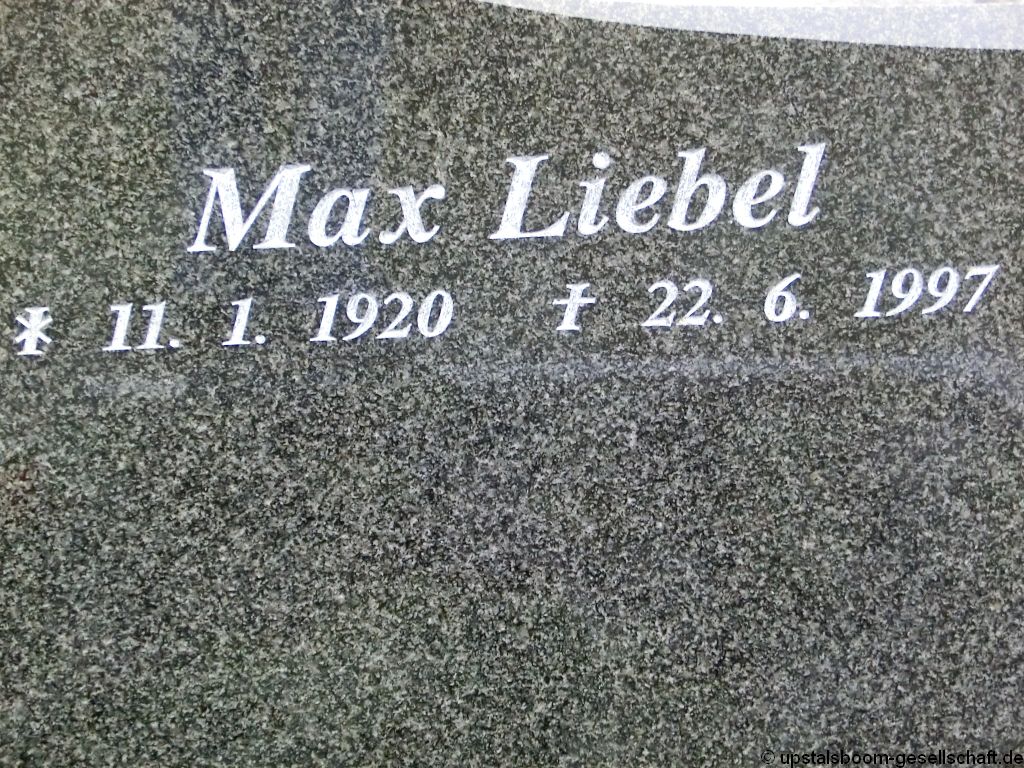 Max Liebel
* 11. 1. 1920 † 22. 6. 1997
© upstalsboom-gesellschaft.de